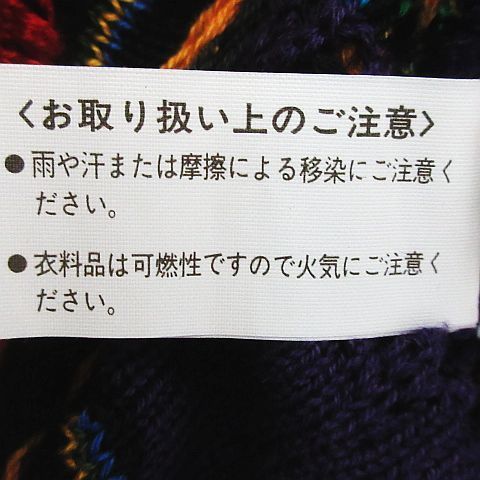 〈お取り扱い上のご注意〉
●雨や汗または摩擦による移染にご注意く
ださい。
●衣料品は可燃性ですので火気にご注意く
ださい。